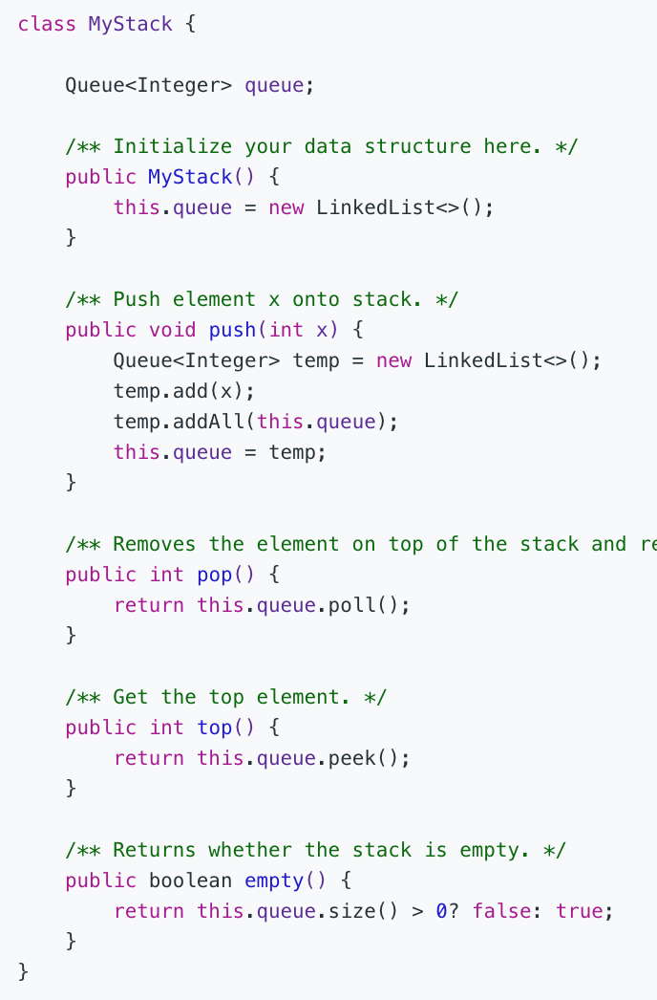 class MyStack {
Queue<Integer> queue;
/** Initialize your data structure here. */
public MyStack() {
this.queue = new LinkedList<>();
}
/** Push element x onto stack. */
public void push(int x) {
Queue<Integer> temp = new LinkedList<>();
temp.add(x);
temp.addAll(this.queue);
this.queue = temp;
}
/** Removes the element on top of the stack and re
public int pop() {
return this.queue.poll();
}
/** Get the top element. */
public int top() {
return this.queue.peek();
}
/** Returns whether the stack is empty. */
public boolean empty() {
return this.queue.size() > 0? false: true;
}
}